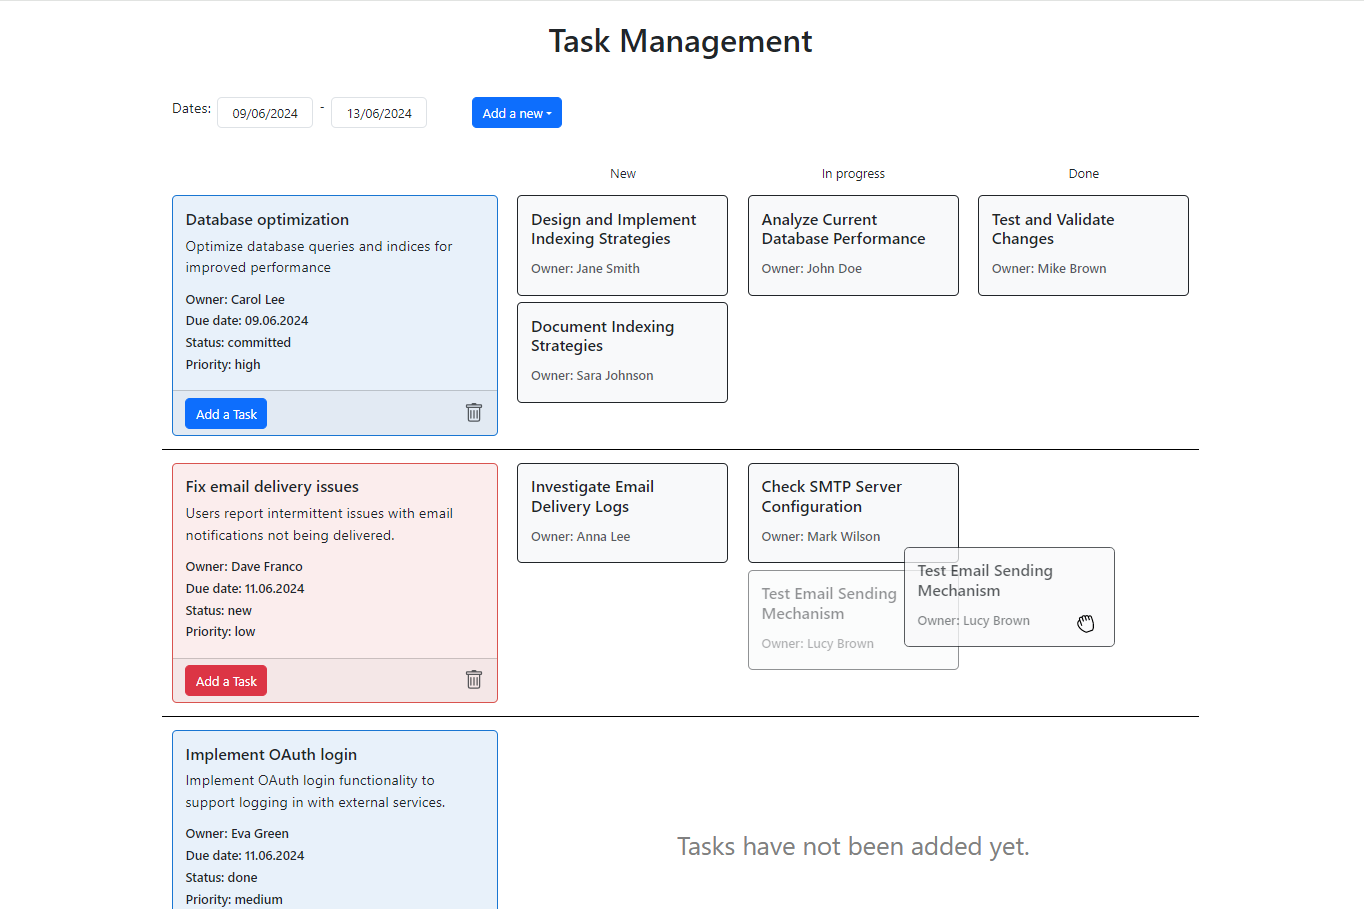 Task Management
Dates: 09/06/2024 - 13/06/2024 Add a new
New In progress Done
Database optimization
Optimize database queries and indices for
improved performance
Owner: Carol Lee
Due date: 09.06.2024
Status: committed
Priority: high
Add a Task
Design and Implement
Indexing Strategies
Owner: Jane Smith
Document Indexing
Strategies
Owner: Sara Johnson
Analyze Current
Database Performance
Owner: John Doe
Test and Validate
Changes
Owner: Mike Brown
Fix email delivery issues
Users report intermittent issues with email
notifications not being delivered.
Owner: Dave Franco
Due date: 11.06.2024
Status: new
Priority: low
Add a Task
Investigate Email
Delivery Logs
Owner: Anna Lee
Check SMTP Server
Configuration
Owner: Mark Wilson
Test Email Sending
Mechanism
Owner: Lucy Brown
Test Email Sending
Mechanism
Owner: Lucy Brown
Implement OAuth login
Implement OAuth login functionality to
support logging in with external services.
Owner: Eva Green
Due date: 11.06.2024
Status: done
Priority: medium
Tasks have not been added yet.